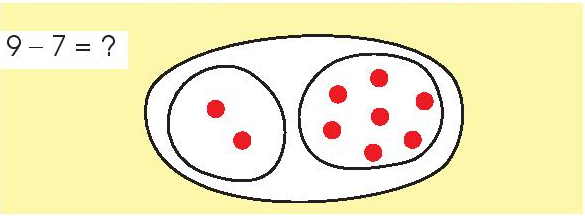 9 – 7 = ?